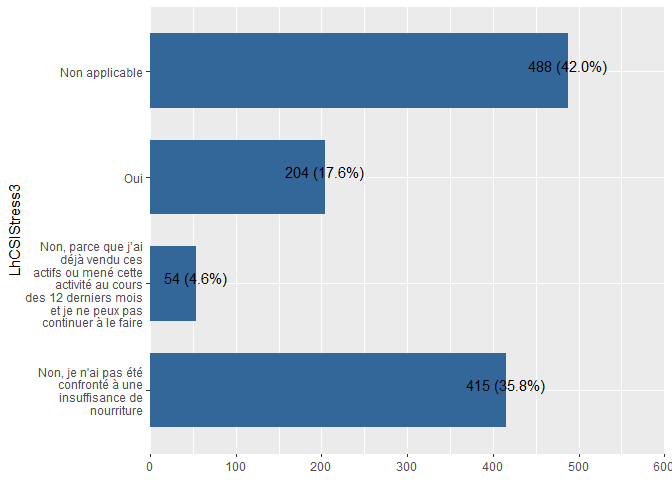 LhCSIStress3
Non applicable
488 (42.0%)
Oui
204 (17.6%)
Non, parce que j'ai
déjà vendu ces
actifs ou mené cette
activité au cours
des 12 derniers mois
et je ne peux pas
continuer à le faire
54 (4.6%)
Non, je n'ai pas été
confronté à une
insuffisance de
nourriture
415 (35.8%)
0 100 200 300 400 500 600